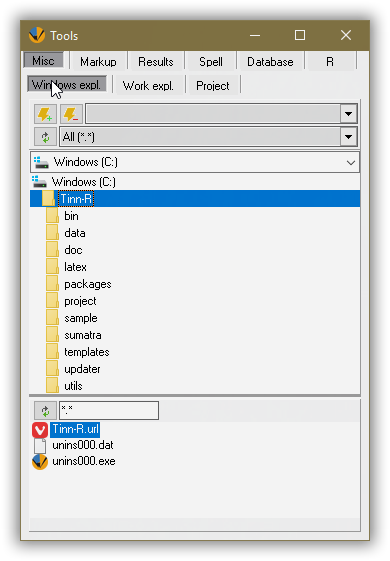 Tools
Misc Markup Results Spell Database R
Windows expl. Work expl. Project
All (*.*)
Windows (C:)
Windows (C:)
Tinn-R
bin
data
doc
latex
packages
project
sample
sumatra
templates
updater
utils
*.*
Tinn-R.url
unins000.dat
unins000.exe